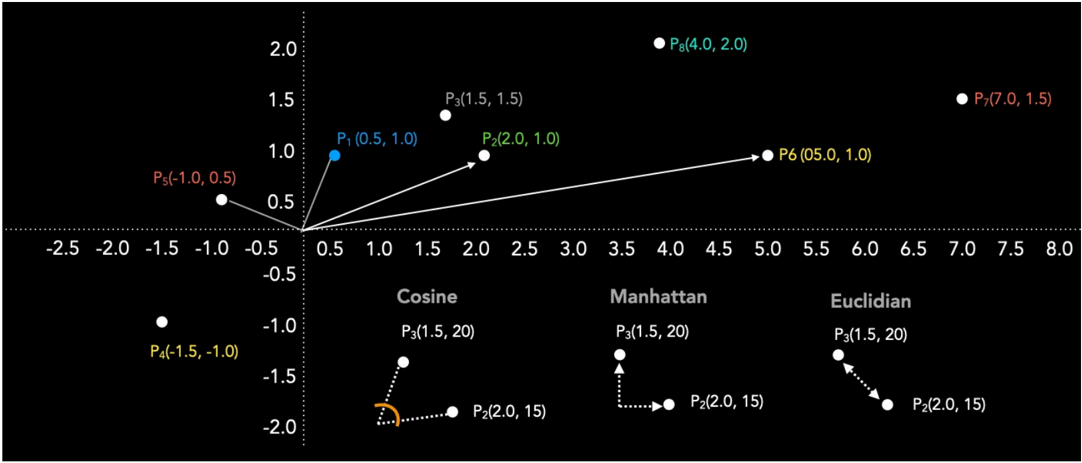 2.0
P₈(4.0, 2.0)
1.5
P₃(1.5, 1.5)
P₇(7.0, 1.5)
1.0
P₁ (0.5, 1.0)
P₂(2.0, 1.0)
P6 (05.0, 1.0)
P₅(-1.0, 0.5)
0.5
-2.5 -2.0 -1.5 -1.0 -0.5 0.5 1.0 1.5 2.0 2.5 3.0 3.5 4.0 4.5 5.0 5.5 6.0 6.5 7.0 7.5 8.0
-0.5
Cosine Manhattan Euclidian
-1.0
P₃(1.5, 20) P₃(1.5, 20) P₃(1.5, 20)
P₄(-1.5, -1.0)
-1.5
P₂(2.0, 15) P₂(2.0, 15) P₂(2.0, 15)
-2.0